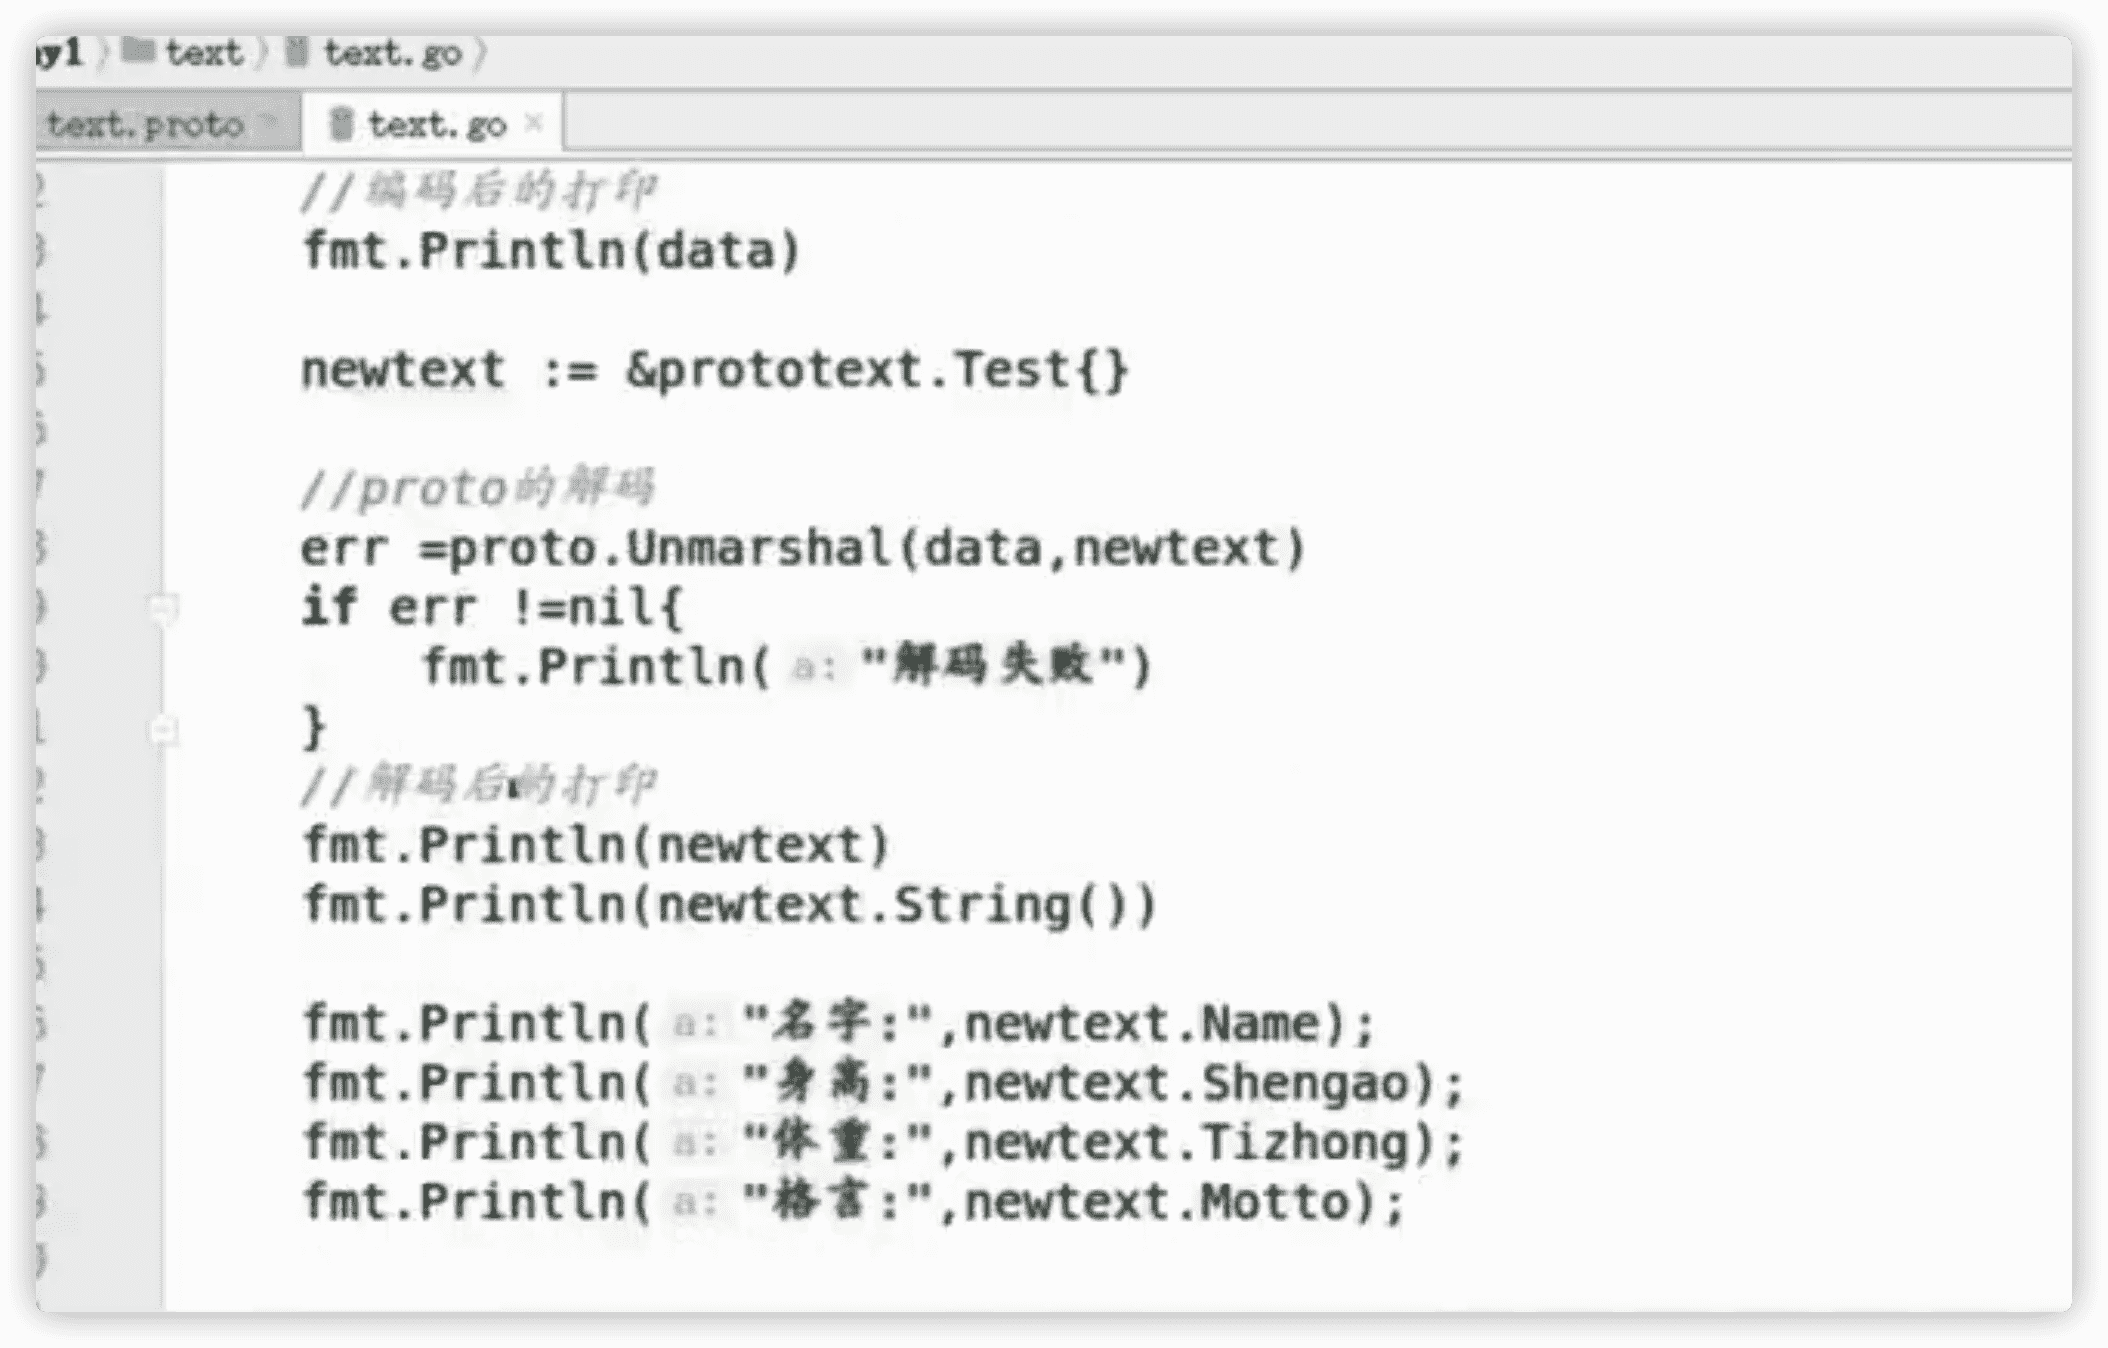 y1 text text.go
text.proto text.go
//编码后的打印
fmt.Println(data)
newtext := &prototext.Test{}
//proto的解码
err =proto.Unmarshal(data,newtext)
if err !=nil{
fmt.Println( a: "解码失败")
}
//解码后的打印
fmt.Println(newtext)
fmt.Println(newtext.String())
fmt.Println( a: "名字:",newtext.Name);
fmt.Println( a: "身高:",newtext.Shengao);
fmt.Println( a: "体重:",newtext.Tizhong);
fmt.Println( a: "格言:",newtext.Motto);